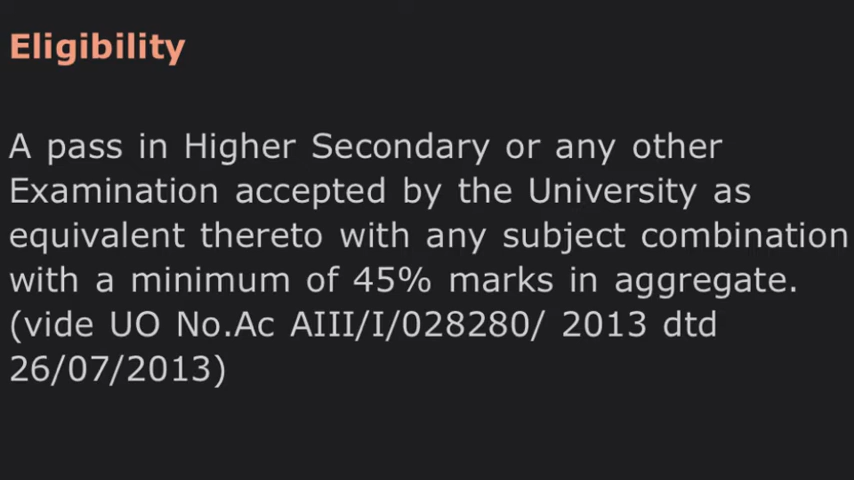 Eligibility
A pass in Higher Secondary or any other
Examination accepted by the University as
equivalent thereto with any subject combination
with a minimum of 45% marks in aggregate.
(vide UO No.Ac AIII/I/028280/ 2013 dtd
26/07/2013)